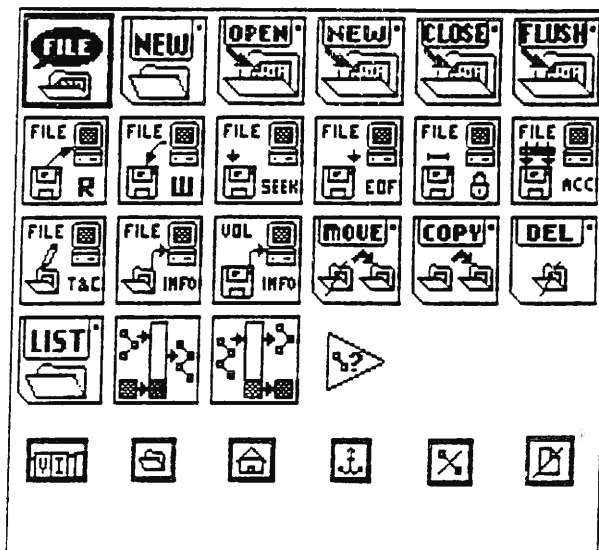 FILE NEW OPEN NEW CLOSE FLUSH
FILE FILE FILE FILE FILE FILE
R W SEEK EOF ACC
FILE FILE VOL MOVE COPY DEL
T&C INFO INFO
LIST
?
VI